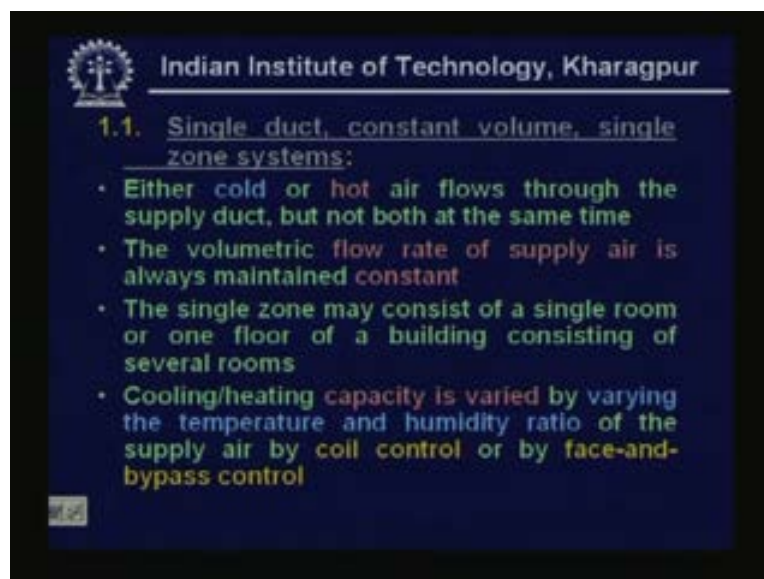 Indian Institute of Technology, Kharagpur
1.1. Single duct, constant volume, single
zone systems:
• Either cold or hot air flows through the
supply duct, but not both at the same time
• The volumetric flow rate of supply air is
always maintained constant
• The single zone may consist of a single room
or one floor of a building consisting of
several rooms
• Cooling/heating capacity is varied by varying
the temperature and humidity ratio of the
supply air by coil control or by face-and-
bypass control